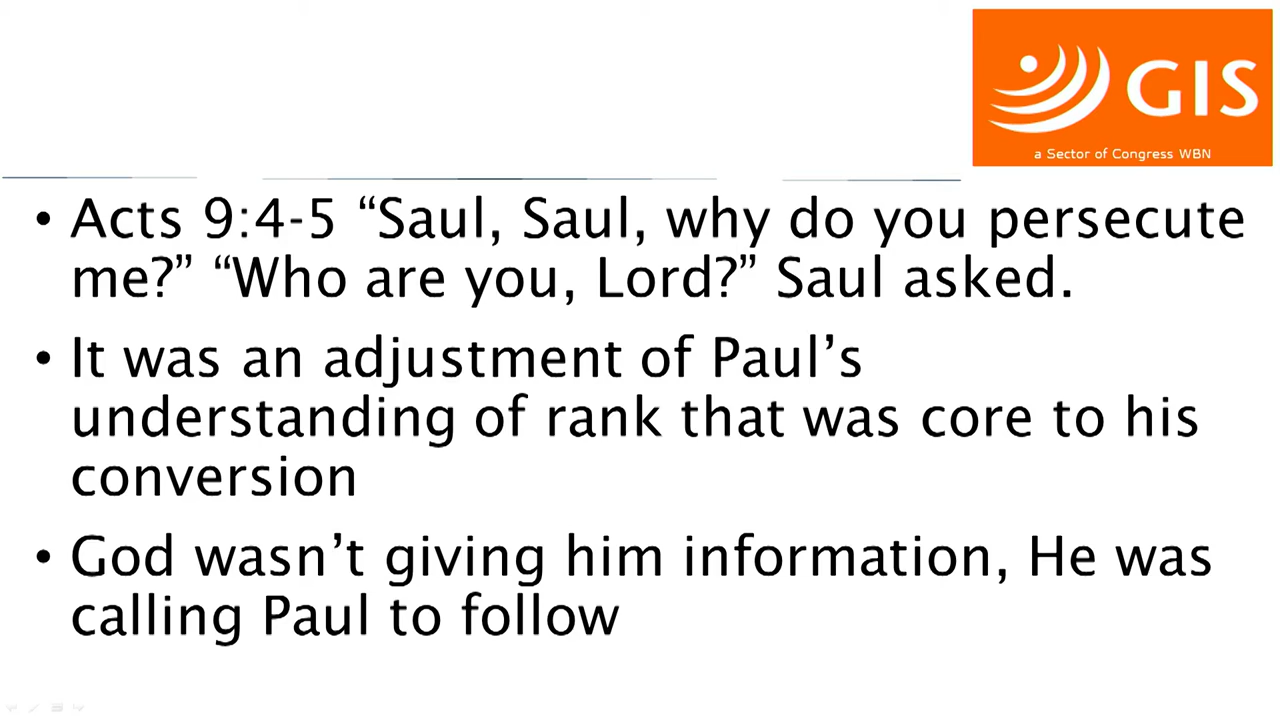 GIS
a Sector of Congress WBN
• Acts 9:4-5 “Saul, Saul, why do you persecute
me?” “Who are you, Lord?” Saul asked.
• It was an adjustment of Paul’s
understanding of rank that was core to his
conversion
• God wasn’t giving him information, He was
calling Paul to follow